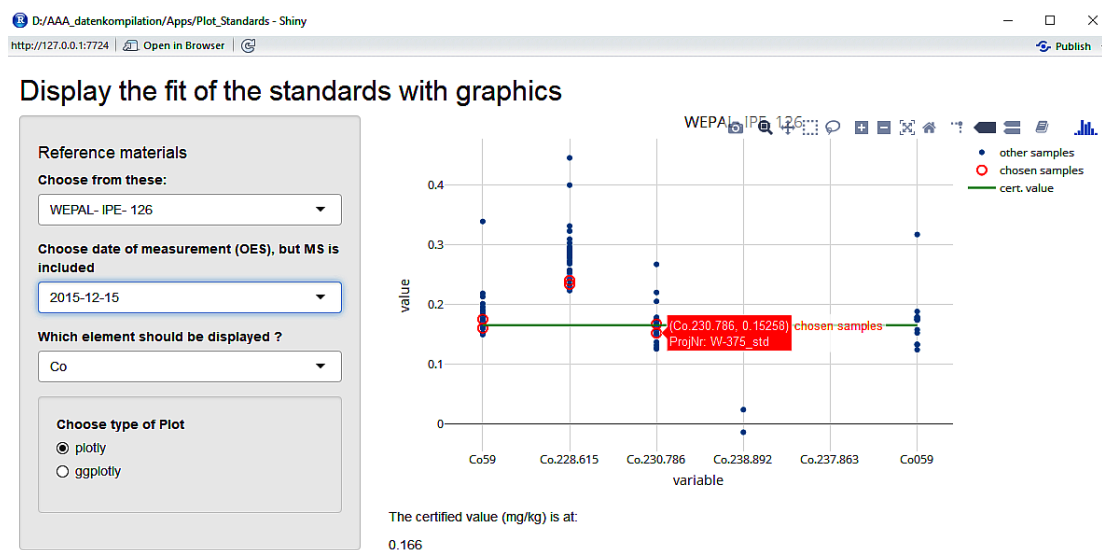 D:/AAA_datenkompilation/Apps/Plot_Standards - Shiny
http://127.0.0.1:7724 Open in Browser Publish
Display the fit of the standards with graphics
Reference materials
Choose from these:
WEPAL- IPE- 126
Choose date of measurement (OES), but MS is
included
2015-12-15
Which element should be displayed ?
Co
Choose type of Plot
plotly
ggplotly
WEPAL- IPE- 126
other samples
chosen samples
cert. value
value
0.4
0.3
0.2
0.1
0
(Co.230.786, 0.15258) chosen samples
ProjNr: W-375_std
Co59 Co.228.615 Co.230.786 Co.238.892 Co.237.863 Co059
variable
The certified value (mg/kg) is at:
0.166